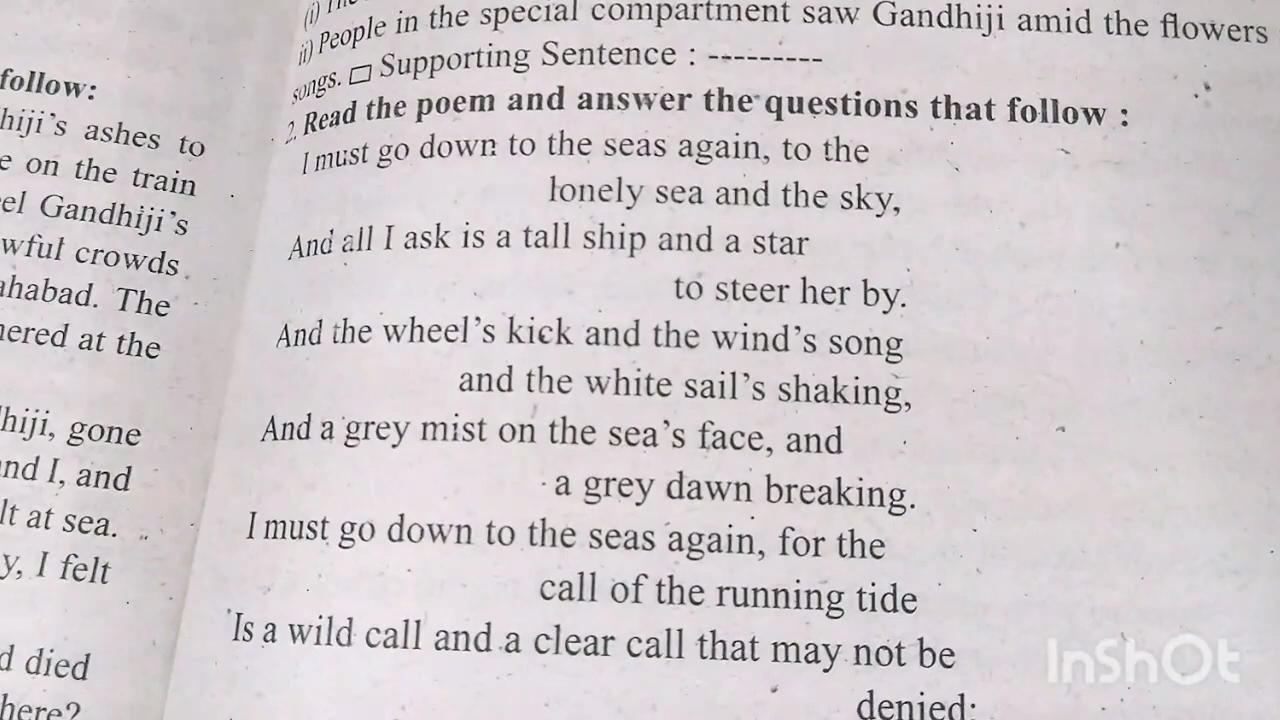 follow:
hiji's ashes to
e on the train
el Gandhiji's
wful crowds
ahabad. The
hered at the
hiji, gone
nd I, and
lt at sea.
y, I felt
d died
here?
(i)
ii) People in the special compartment saw Gandhiji amid the flowers
songs. □ Supporting Sentence : ---------
2. Read the poem and answer the questions that follow :
I must go down to the seas again, to the
lonely sea and the sky,
And all I ask is a tall ship and a star
to steer her by.
And the wheel's kick and the wind's song
and the white sail's shaking,
And a grey mist on the sea's face, and
a grey dawn breaking.
I must go down to the seas again, for the
call of the running tide
Is a wild call and a clear call that may not be
denied:
InShOt